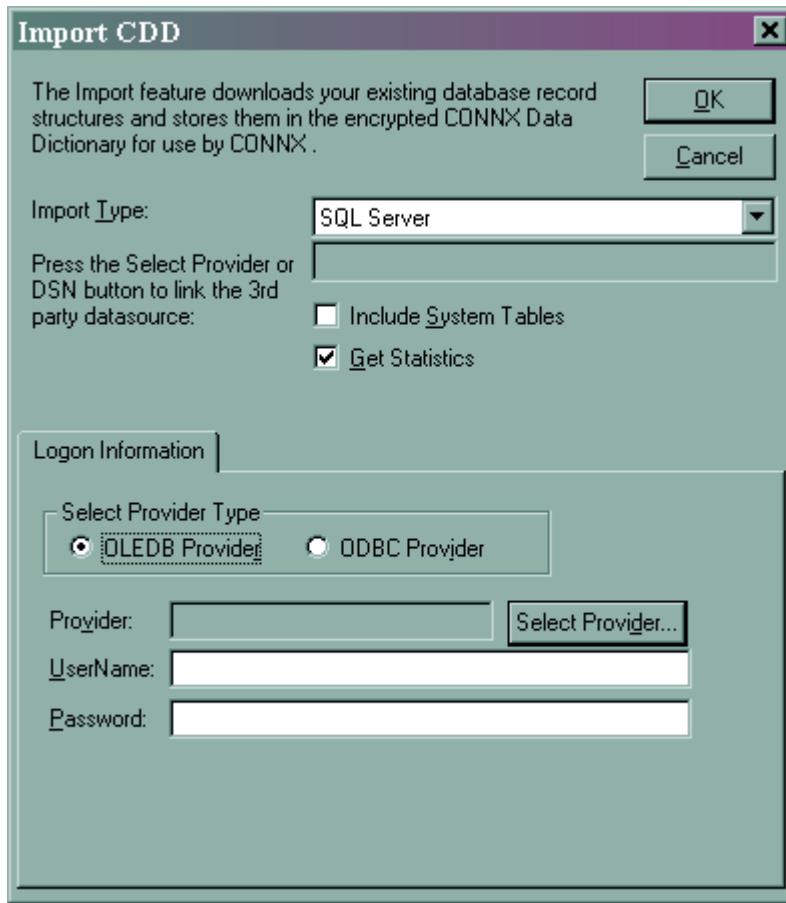 Import CDD
The Import feature downloads your existing database record
structures and stores them in the encrypted CONNX Data
Dictionary for use by CONNX .
OK
Cancel
Import Type:
SQL Server
Press the Select Provider or
DSN button to link the 3rd
party datasource:
Include System Tables
Get Statistics
Logon Information
Select Provider Type
OLEDB Provider
ODBC Provider
Provider:
Select Provider...
UserName:
Password: